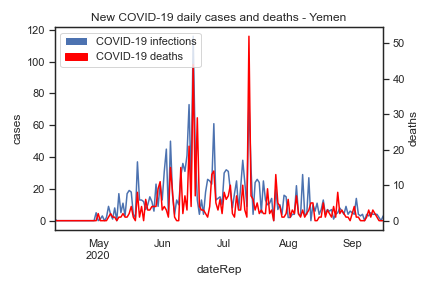 New COVID-19 daily cases and deaths - Yemen
COVID-19 infections
COVID-19 deaths
cases
120
100
80
60
40
20
0
deaths
50
40
30
20
10
0
May
2020
Jun
Jul
Aug
Sep
dateRep